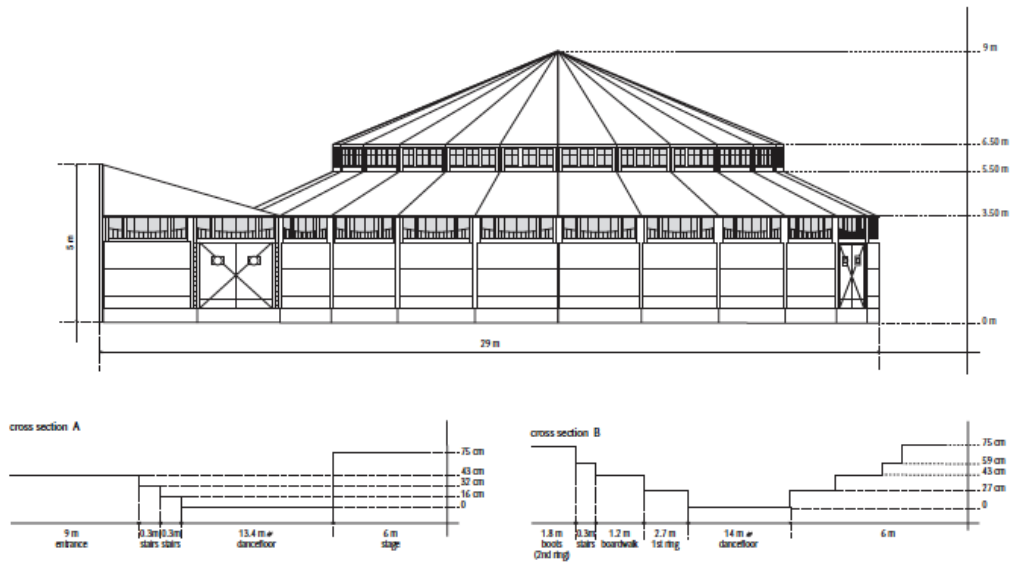 9 m
6.50 m
5.50 m
3.50 m
5 m
0 m
29 m
cross section A
75 cm
43 cm
32 cm
16 cm
0
9 m
entrance
0.3m
stairs
0.3m
stairs
13.4 m ø
dancefloor
6 m
stage
cross section B
75 cm
59 cm
43 cm
27 cm
0
1.8 m
boots
(2nd ring)
0.3m
stairs
1.2 m
boardwalk
2.7 m
1st ring
14 m ø
dancefloor
6 m